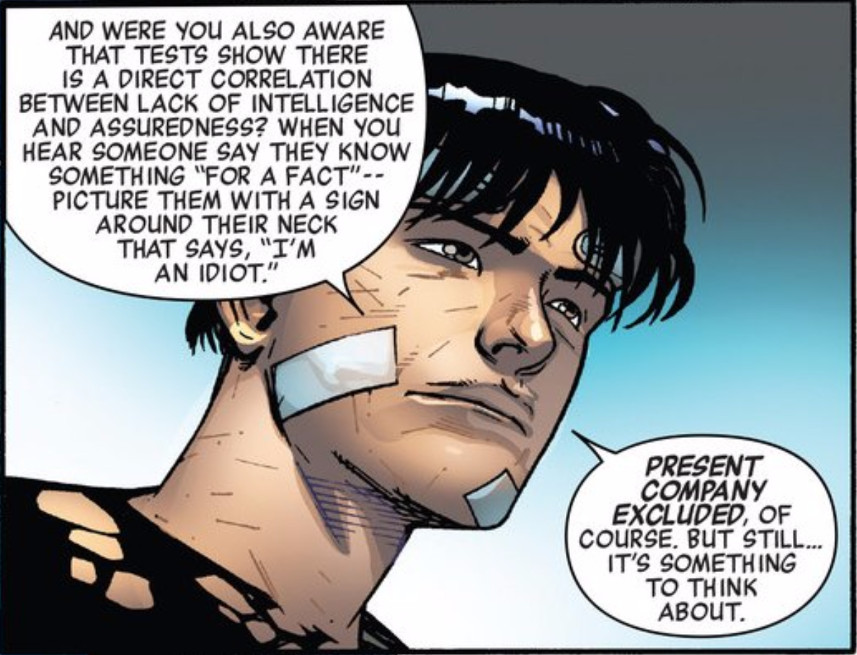 AND WERE YOU ALSO AWARE
THAT TESTS SHOW THERE
IS A DIRECT CORRELATION
BETWEEN LACK OF INTELLIGENCE
AND ASSUREDNESS? WHEN YOU
HEAR SOMEONE SAY THEY KNOW
SOMETHING "FOR A FACT"--
PICTURE THEM WITH A SIGN
AROUND THEIR NECK
THAT SAYS, "I'M
AN IDIOT."
PRESENT
COMPANY
EXCLUDED, OF
COURSE. BUT STILL...
IT'S SOMETHING
TO THINK
ABOUT.